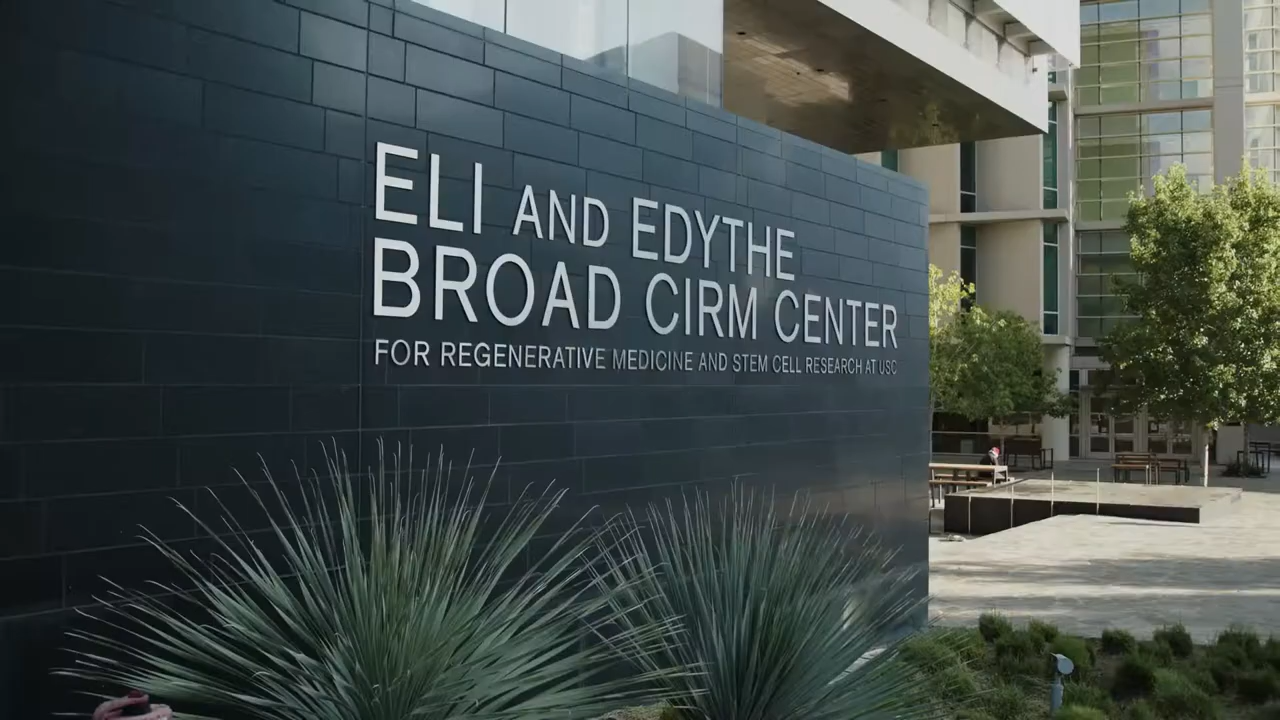 ELI AND EDYTHE
BROAD CIRM CENTER
FOR REGENERATIVE MEDICINE AND STEM CELL RESEARCH AT USC